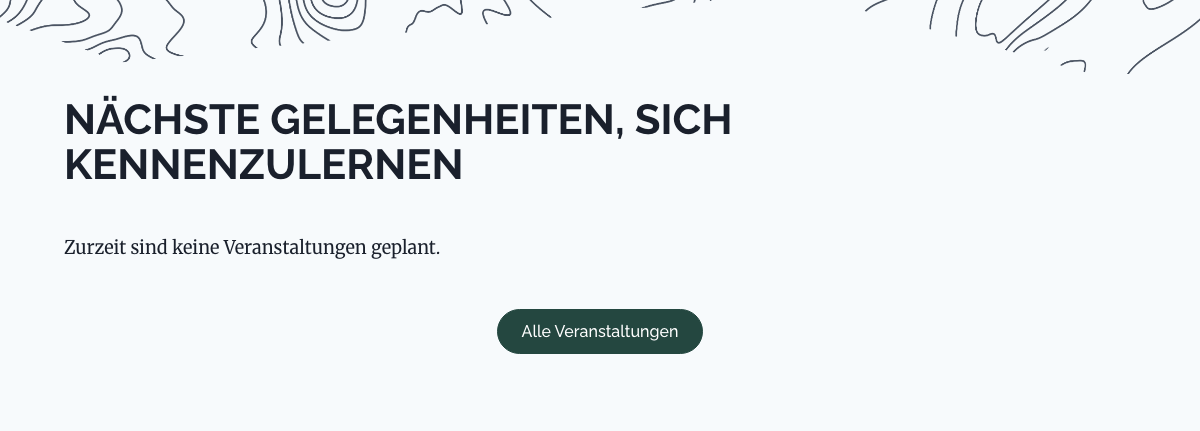 NÄCHSTE GELEGENHEITEN, SICH
KENNENZULERNEN
Zurzeit sind keine Veranstaltungen geplant.
Alle Veranstaltungen